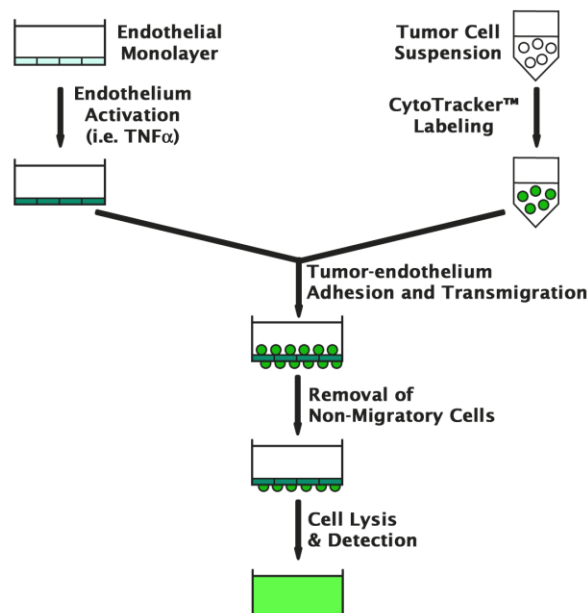 Endothelial
Monolayer
Tumor Cell
Suspension
Endothelium
Activation
(i.e. TNFα)
CytoTracker™
Labeling
Tumor-endothelium
Adhesion and Transmigration
Removal of
Non-Migratory Cells
Cell Lysis
& Detection